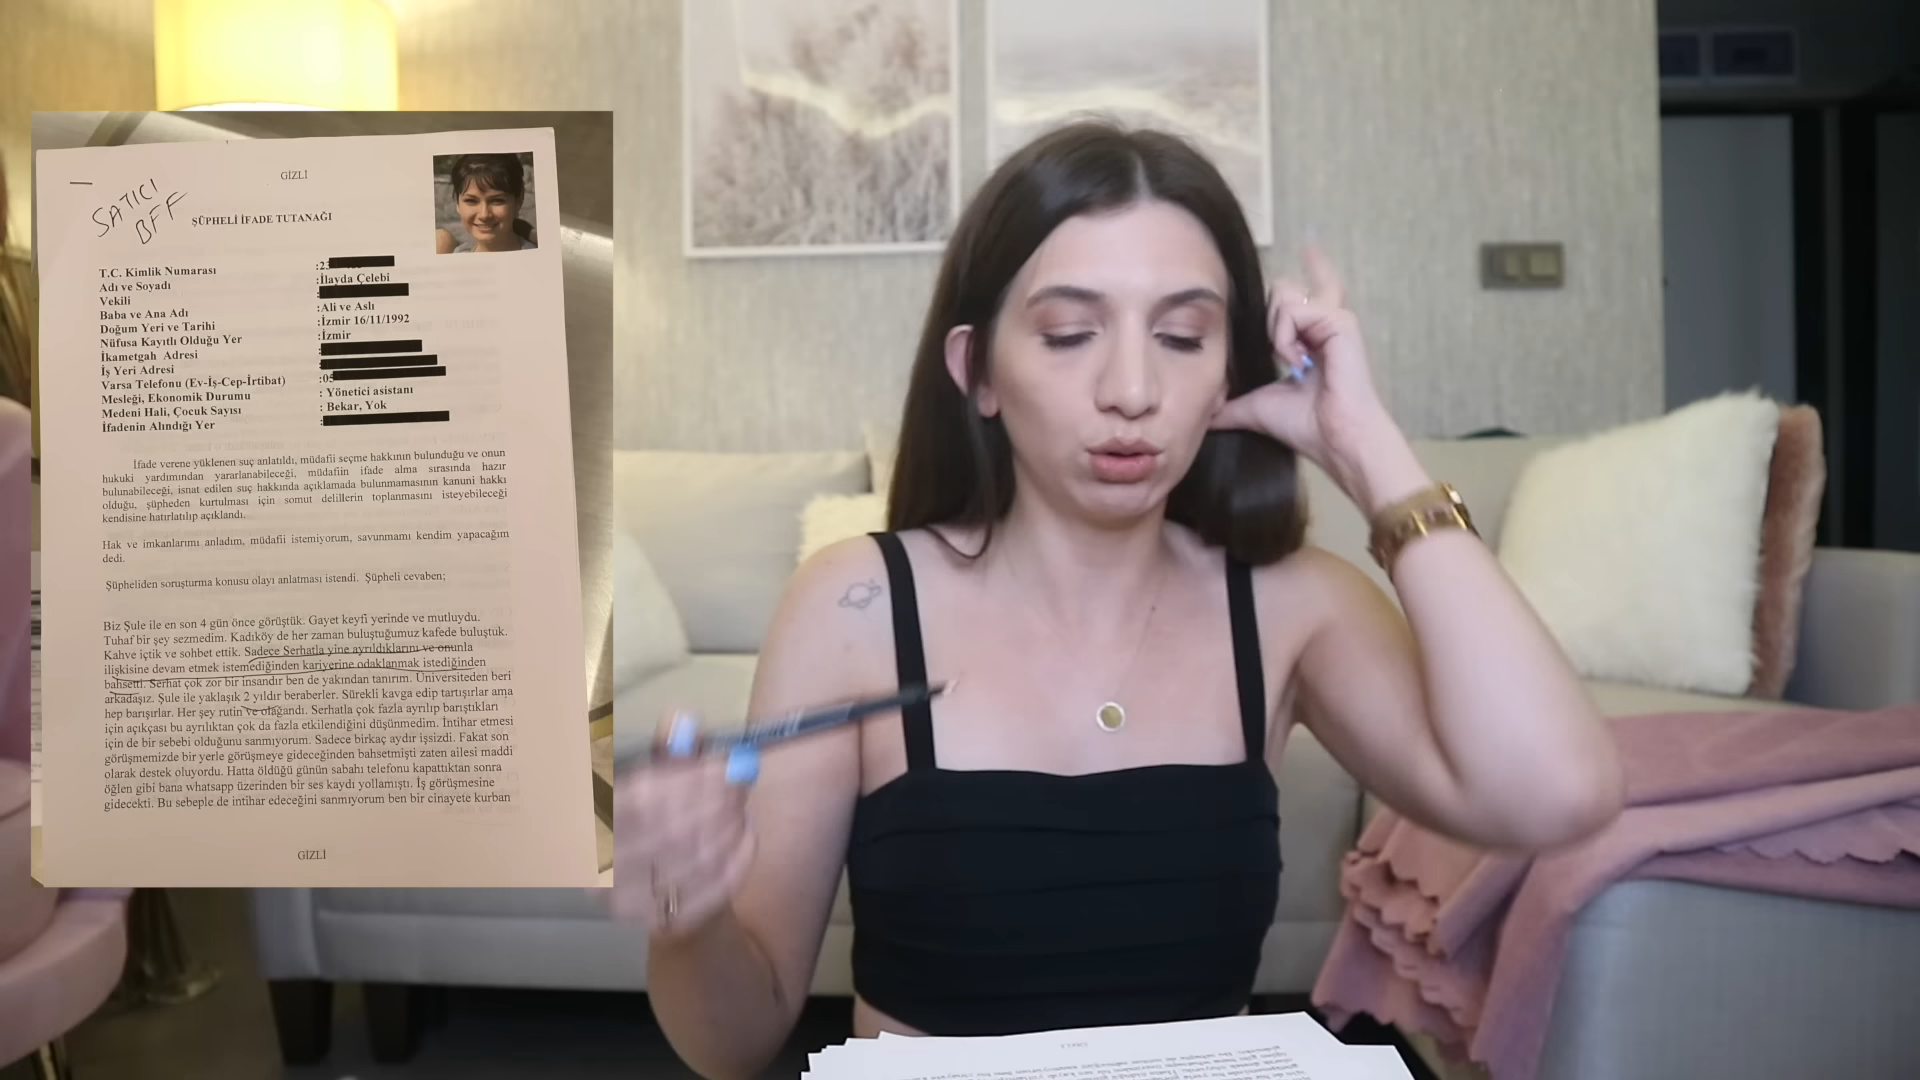 GİZLİ
SATICI
BFF
ŞÜPHELİ İFADE TUTANAĞI
T.C. Kimlik Numarası :23
Adı ve Soyadı :İlayda Çelebi
Vekili :
Baba ve Ana Adı :Ali ve Aslı
Doğum Yeri ve Tarihi :İzmir 16/11/1992
Nüfusa Kayıtlı Olduğu Yer :İzmir
İkametgah Adresi :
İş Yeri Adresi :
Varsa Telefonu (Ev-İş-Cep-İrtibat) :05
Mesleği, Ekonomik Durumu : Yönetici asistanı
Medeni Hali, Çocuk Sayısı : Bekar, Yok
İfadenin Alındığı Yer :
İfade verene yüklenen suç anlatıldı, müdafii seçme hakkının bulunduğu ve onun
hukuki yardımından yararlanabileceği, müdafiin ifade alma sırasında hazır
bulunabileceği, isnat edilen suç hakkında açıklamada bulunmamasının kanuni hakkı
olduğu, şüpheden kurtulması için somut delillerin toplanmasını isteyebileceği
kendisine hatırlatılıp açıklandı.
Hak ve imkanlarımı anladım, müdafii istemiyorum, savunmamı kendim yapacağım
dedi.
Şüpheliden soruşturma konusu olayı anlatması istendi. Şüpheli cevaben;
Biz Şule ile en son 4 gün önce görüştük. Gayet keyfi yerinde ve mutluydu.
Tuhaf bir şey sezmedim. Kadıköy de her zaman buluştuğumuz kafede buluştuk.
Kahve içtik ve sohbet ettik. Sadece Serhatla yine ayrıldıklarını ve onunla
ilişkisine devam etmek istemediğinden kariyerine odaklanmak istediğinden
bahsetti. Serhat çok zor bir insandır ben de yakından tanırım. Üniversiteden beri
arkadaşız. Şule ile yaklaşık 2 yıldır beraberler. Sürekli kavga edip tartışırlar ama
hep barışırlar. Her şey rutin ve olağandı. Serhatla çok fazla ayrılıp barıştıkları
için açıkçası bu ayrılıktan çok da fazla etkilendiğini düşünmedim. İntihar etmesi
için de bir sebebi olduğunu sanmıyorum. Sadece birkaç aydır işsizdi. Fakat son
görüşmemizde bir yerle görüşmeye gideceğinden bahsetmişti zaten ailesi maddi
olarak destek oluyordu. Hatta öldüğü günün sabahı telefonu kapattıktan sonra
öğlen gibi bana whatsapp üzerinden bir ses kaydı yollamıştı. İş görüşmesine
gidecekti. Bu sebeple de intihar edeceğini sanmıyorum ben bir cinayete kurban
GİZLİ